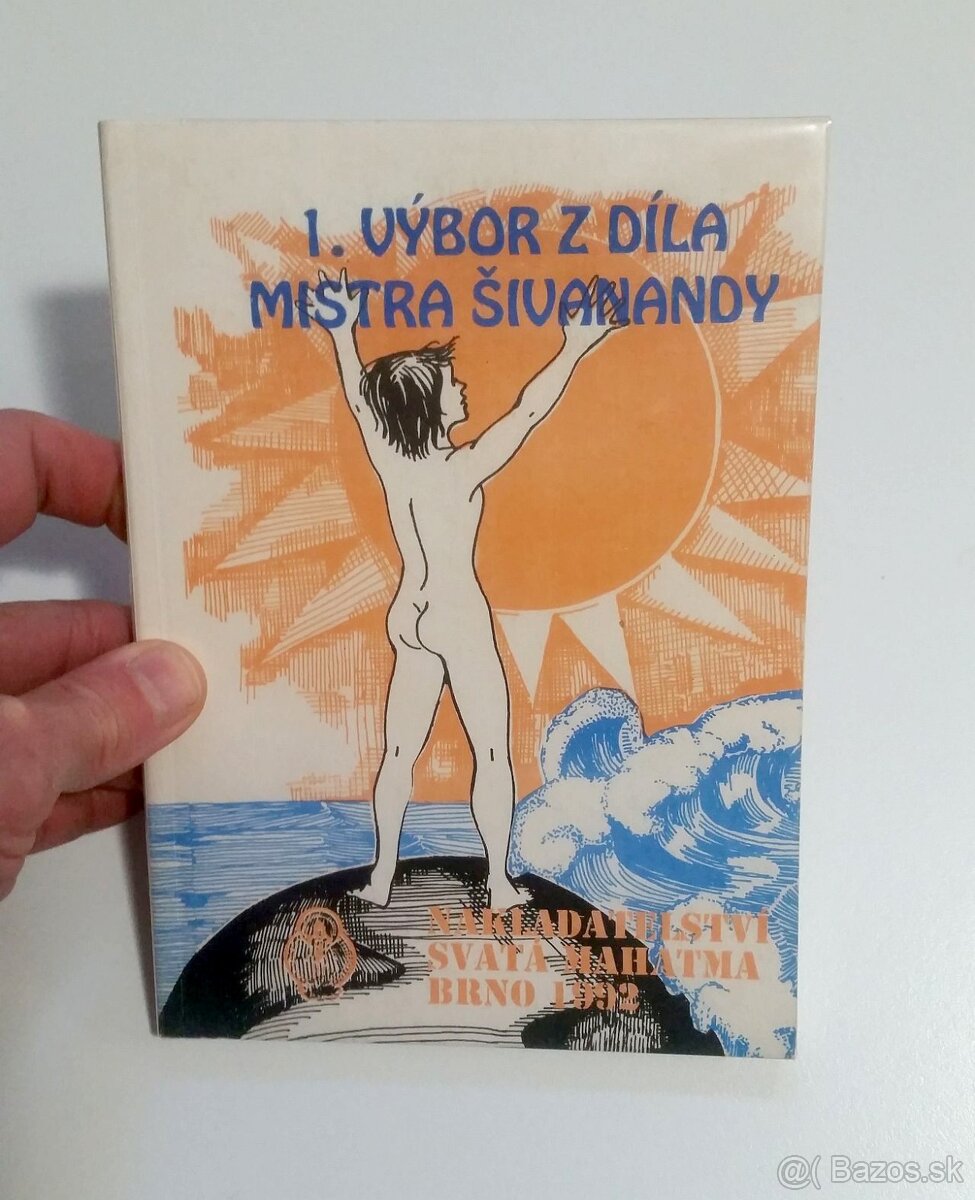 1. VÝBOR Z DÍLA
MISTRA ŠIVANANDY
NAKLADATELSTVÍ
SVATÁ MAHATMA
BRNO 1992
@( Bazos.sk